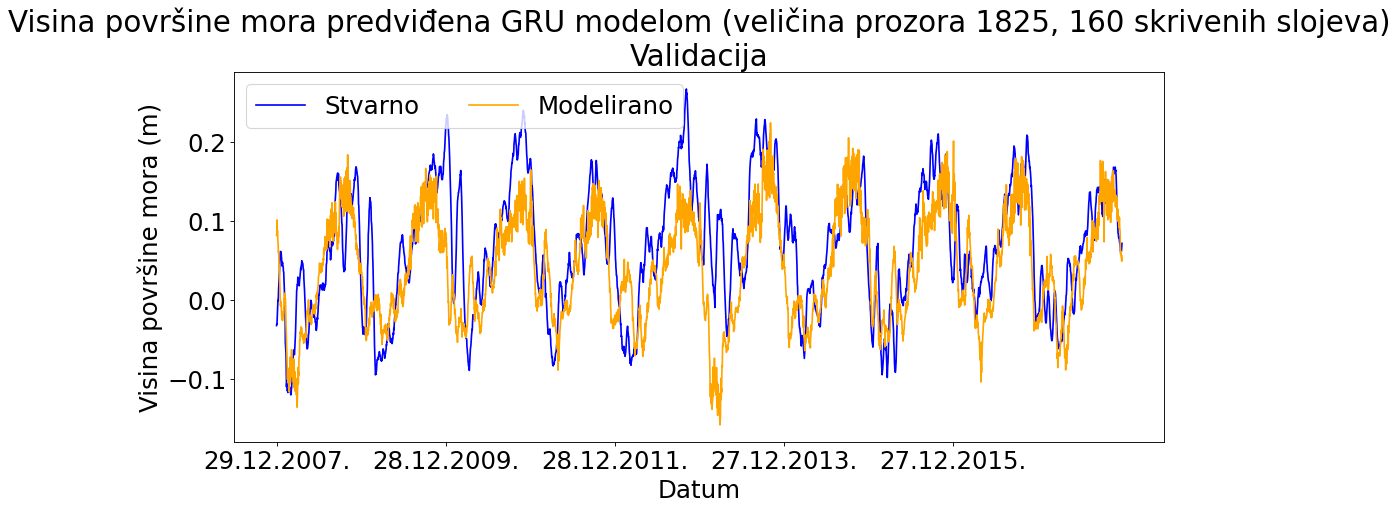 Visina površine mora predviđena GRU modelom (veličina prozora 1825, 160 skrivenih slojeva)
Validacija
Stvarno
Modelirano
Visina površine mora (m)
0.2
0.1
0.0
−0.1
29.12.2007.
28.12.2009.
28.12.2011.
27.12.2013.
27.12.2015.
Datum